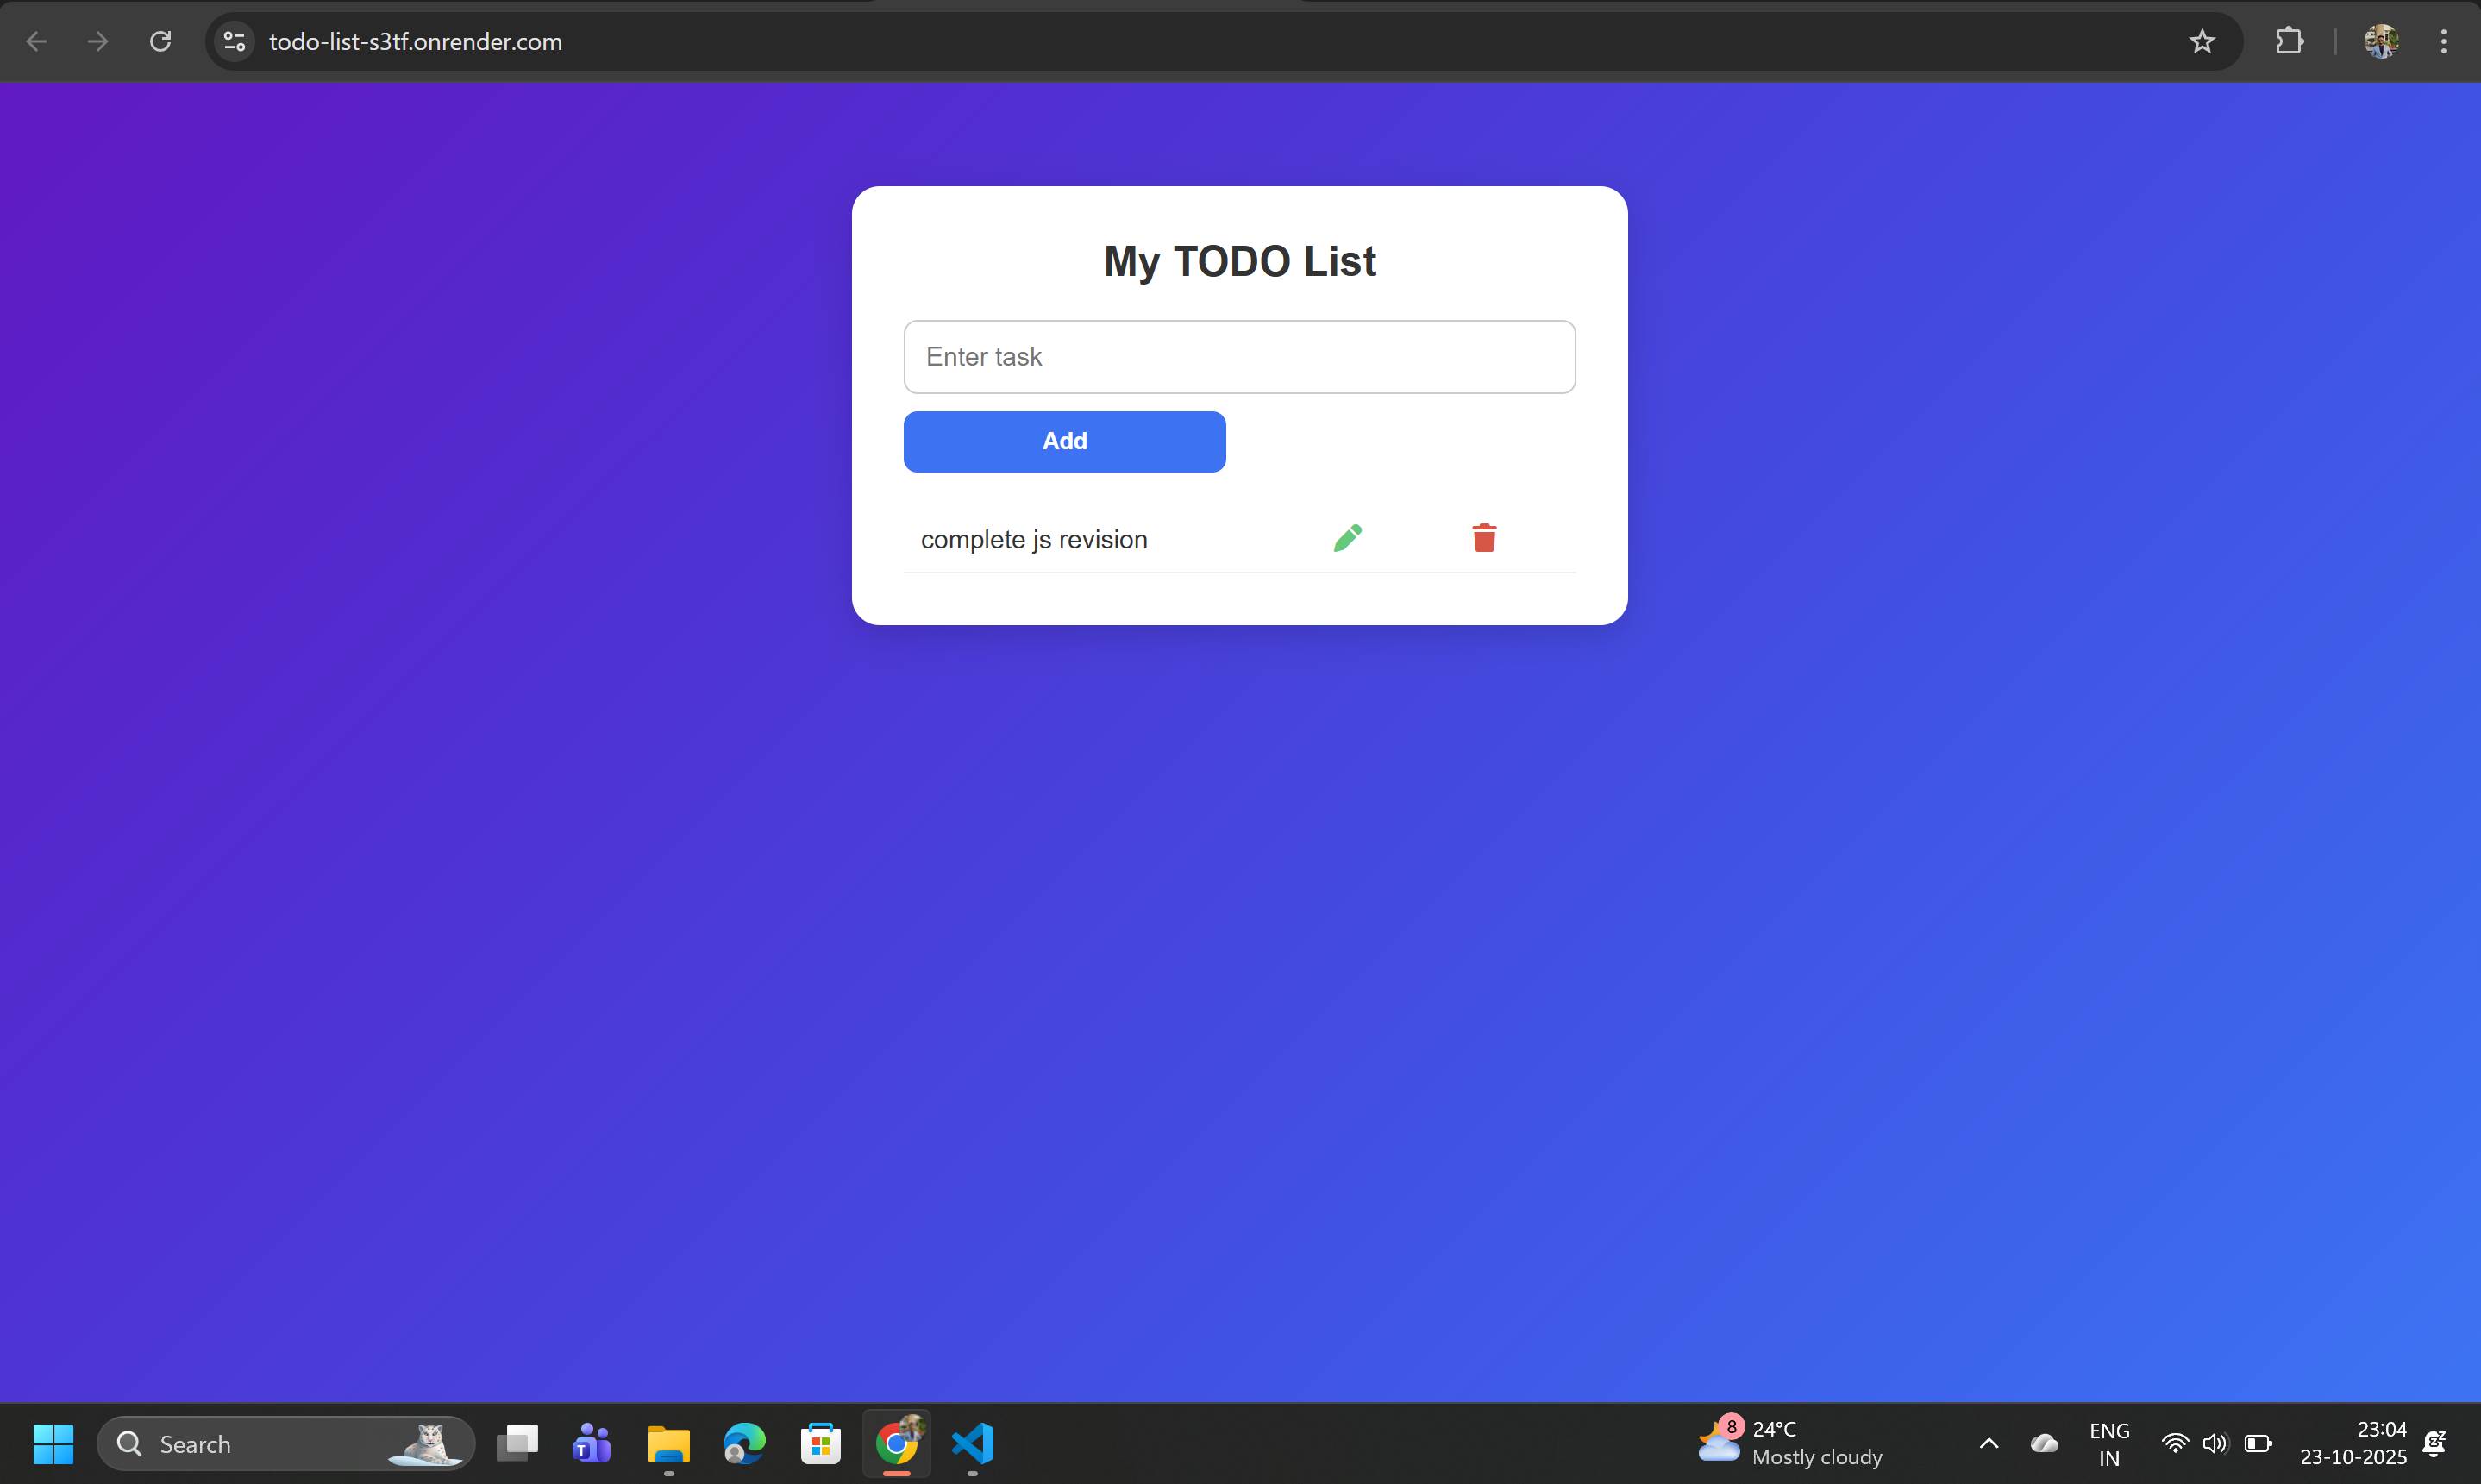 todo-list-s3tf.onrender.com
My TODO List
Enter task
Add
complete js revision
Search
T
8
24°C
Mostly cloudy
ENG
IN
23:04
23-10-2025